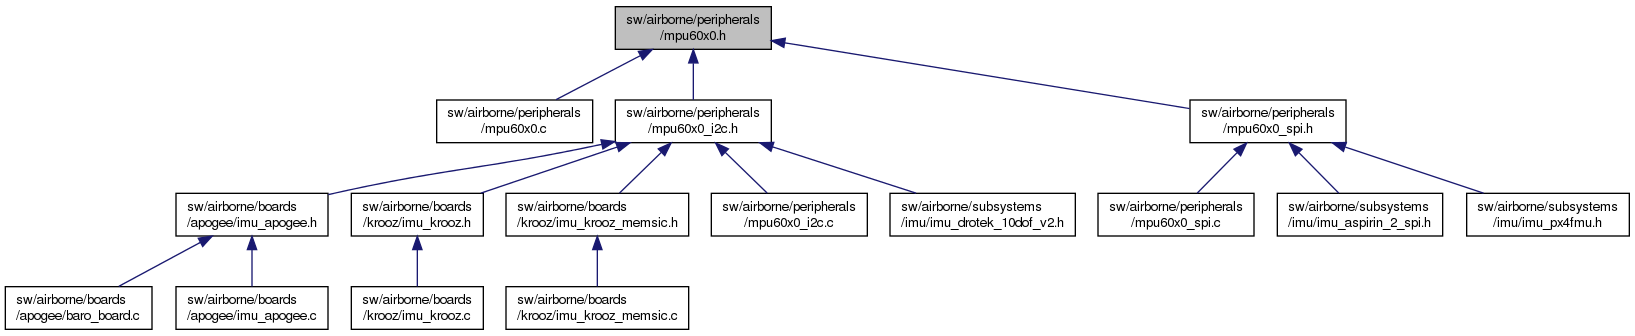 sw/airborne/peripherals
/mpu60x0.h
sw/airborne/peripherals
/mpu60x0.c
sw/airborne/peripherals
/mpu60x0_i2c.h
sw/airborne/peripherals
/mpu60x0_spi.h
sw/airborne/boards
/apogee/imu_apogee.h
sw/airborne/boards
/krooz/imu_krooz.h
sw/airborne/boards
/krooz/imu_krooz_memsic.h
sw/airborne/peripherals
/mpu60x0_i2c.c
sw/airborne/subsystems
/imu/imu_drotek_10dof_v2.h
sw/airborne/peripherals
/mpu60x0_spi.c
sw/airborne/subsystems
/imu/imu_aspirin_2_spi.h
sw/airborne/subsystems
/imu/imu_px4fmu.h
sw/airborne/boards
/apogee/baro_board.c
sw/airborne/boards
/apogee/imu_apogee.c
sw/airborne/boards
/krooz/imu_krooz.c
sw/airborne/boards
/krooz/imu_krooz_memsic.c